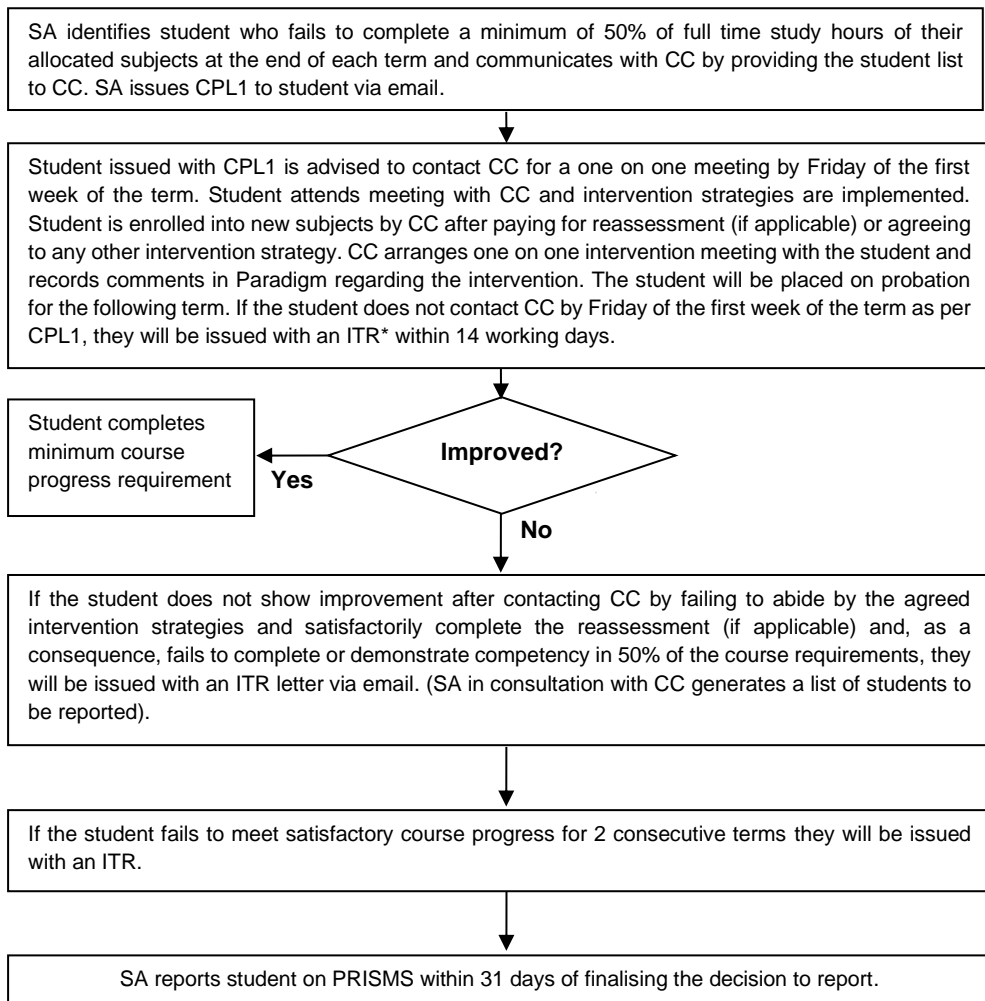 SA identifies student who fails to complete a minimum of 50% of full time study hours of their
allocated subjects at the end of each term and communicates with CC by providing the student list
to CC. SA issues CPL1 to student via email.
Student issued with CPL1 is advised to contact CC for a one on one meeting by Friday of the first
week of the term. Student attends meeting with CC and intervention strategies are implemented.
Student is enrolled into new subjects by CC after paying for reassessment (if applicable) or agreeing
to any other intervention strategy. CC arranges one on one intervention meeting with the student and
records comments in Paradigm regarding the intervention. The student will be placed on probation
for the following term. If the student does not contact CC by Friday of the first week of the term as per
CPL1, they will be issued with an ITR* within 14 working days.
Improved?
Student completes
minimum course
progress requirement
Yes
No
If the student does not show improvement after contacting CC by failing to abide by the agreed
intervention strategies and satisfactorily complete the reassessment (if applicable) and, as a
consequence, fails to complete or demonstrate competency in 50% of the course requirements, they
will be issued with an ITR letter via email. (SA in consultation with CC generates a list of students to
be reported).
If the student fails to meet satisfactory course progress for 2 consecutive terms they will be issued
with an ITR.
SA reports student on PRISMS within 31 days of finalising the decision to report.